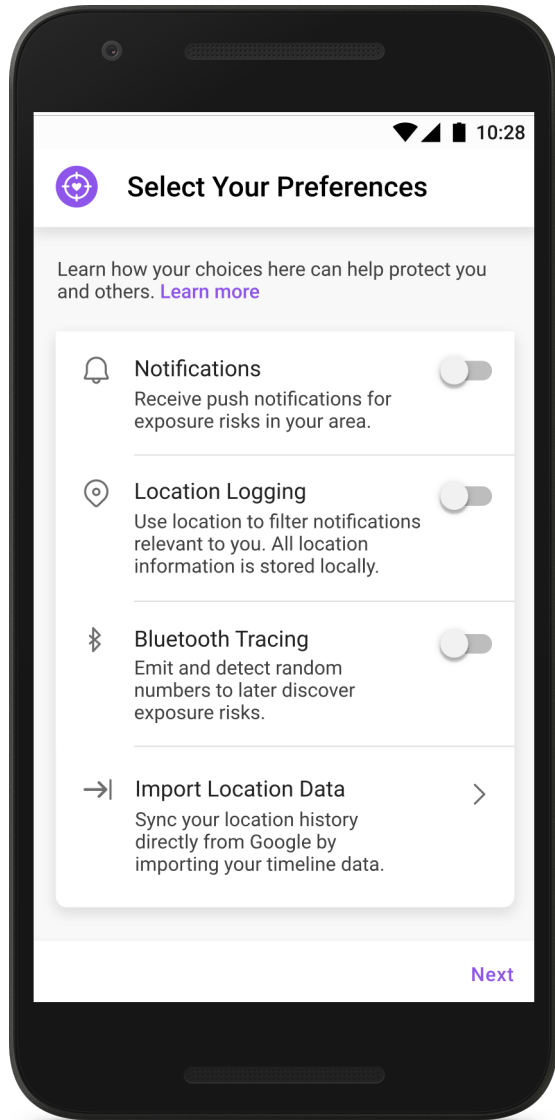 10:28
Select Your Preferences
Learn how your choices here can help protect you
and others. Learn more
Notifications
Receive push notifications for
exposure risks in your area.
Location Logging
Use location to filter notifications
relevant to you. All location
information is stored locally.
Bluetooth Tracing
Emit and detect random
numbers to later discover
exposure risks.
Import Location Data
Sync your location history
directly from Google by
importing your timeline data.
Next